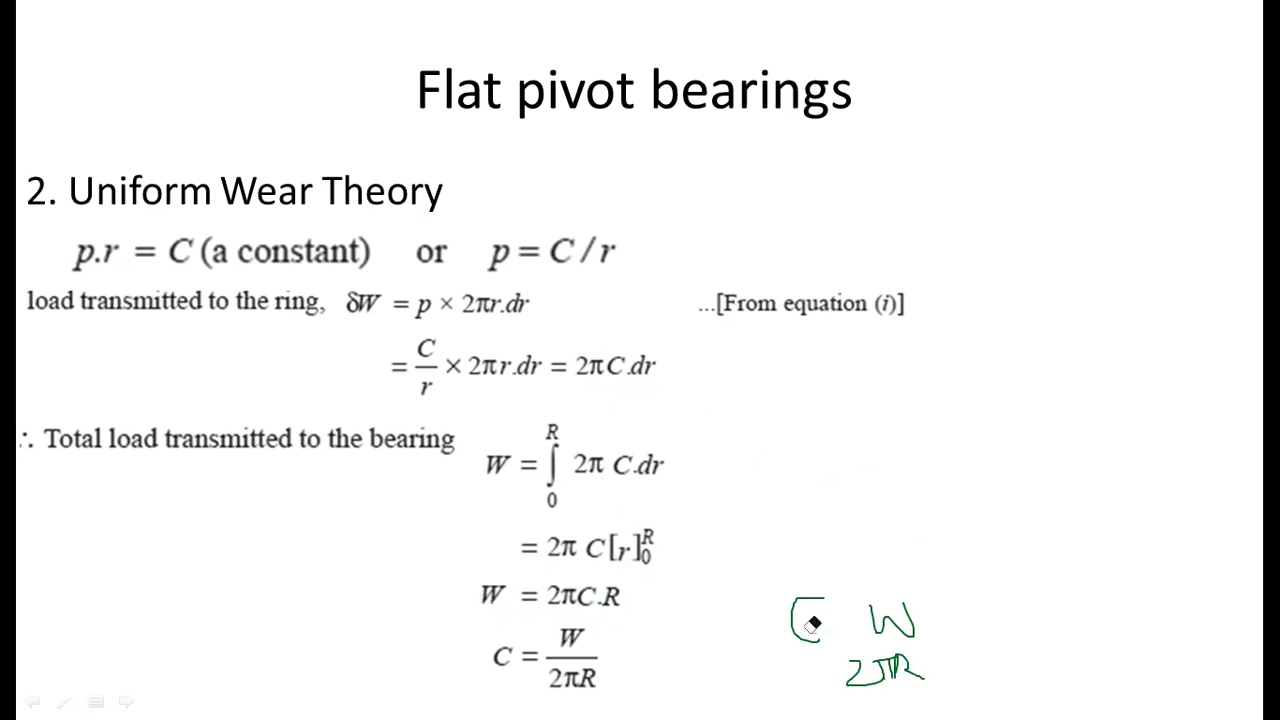 Flat pivot bearings
2. Uniform Wear Theory
p.r = C (a constant) or p = C / r
load transmitted to the ring, δW = p × 2πr.dr ...[From equation (i)]
= C/r × 2πr.dr = 2πC.dr
∴ Total load transmitted to the bearing
W = ∫₀ᴿ 2π C.dr
= 2π C[r]₀ᴿ
W = 2πC.R
C = W/2πR
C W
2πR